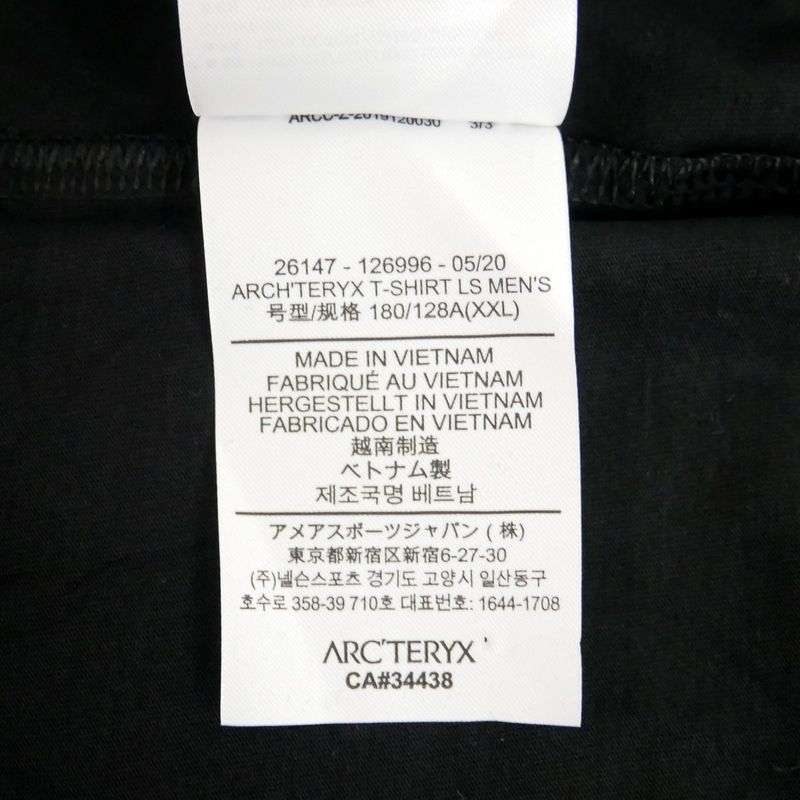 ARCC-Z-2019120030 3/3
26147 - 126996 - 05/20
ARCH'TERYX T-SHIRT LS MEN'S
号型/规格 180/128A(XXL)
MADE IN VIETNAM
FABRIQUÉ AU VIETNAM
HERGESTELLT IN VIETNAM
FABRICADO EN VIETNAM
越南制造
ベトナム製
제조국명 베트남
アメアスポーツジャパン (株)
東京都新宿区新宿6-27-30
(주)넬슨스포츠 경기도 고양시 일산동구
호수로 358-39 710호 대표번호: 1644-1708
ARC'TERYX
CA#34438